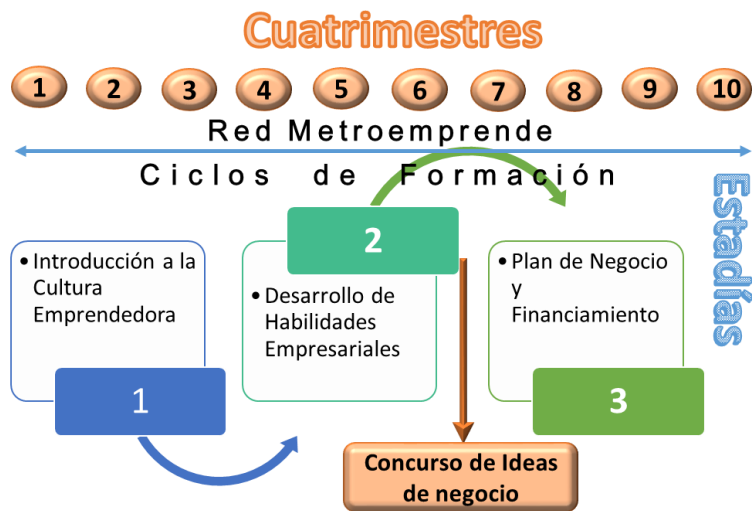 Cuatrimestres
1 2 3 4 5 6 7 8 9 10
Red Metroemprende
Ciclos de Formación
Estadías
• Introducción a la
Cultura
Emprendedora
1
2
• Desarrollo de
Habilidades
Empresariales
• Plan de Negocio
y
Financiamiento
3
Concurso de Ideas
de negocio